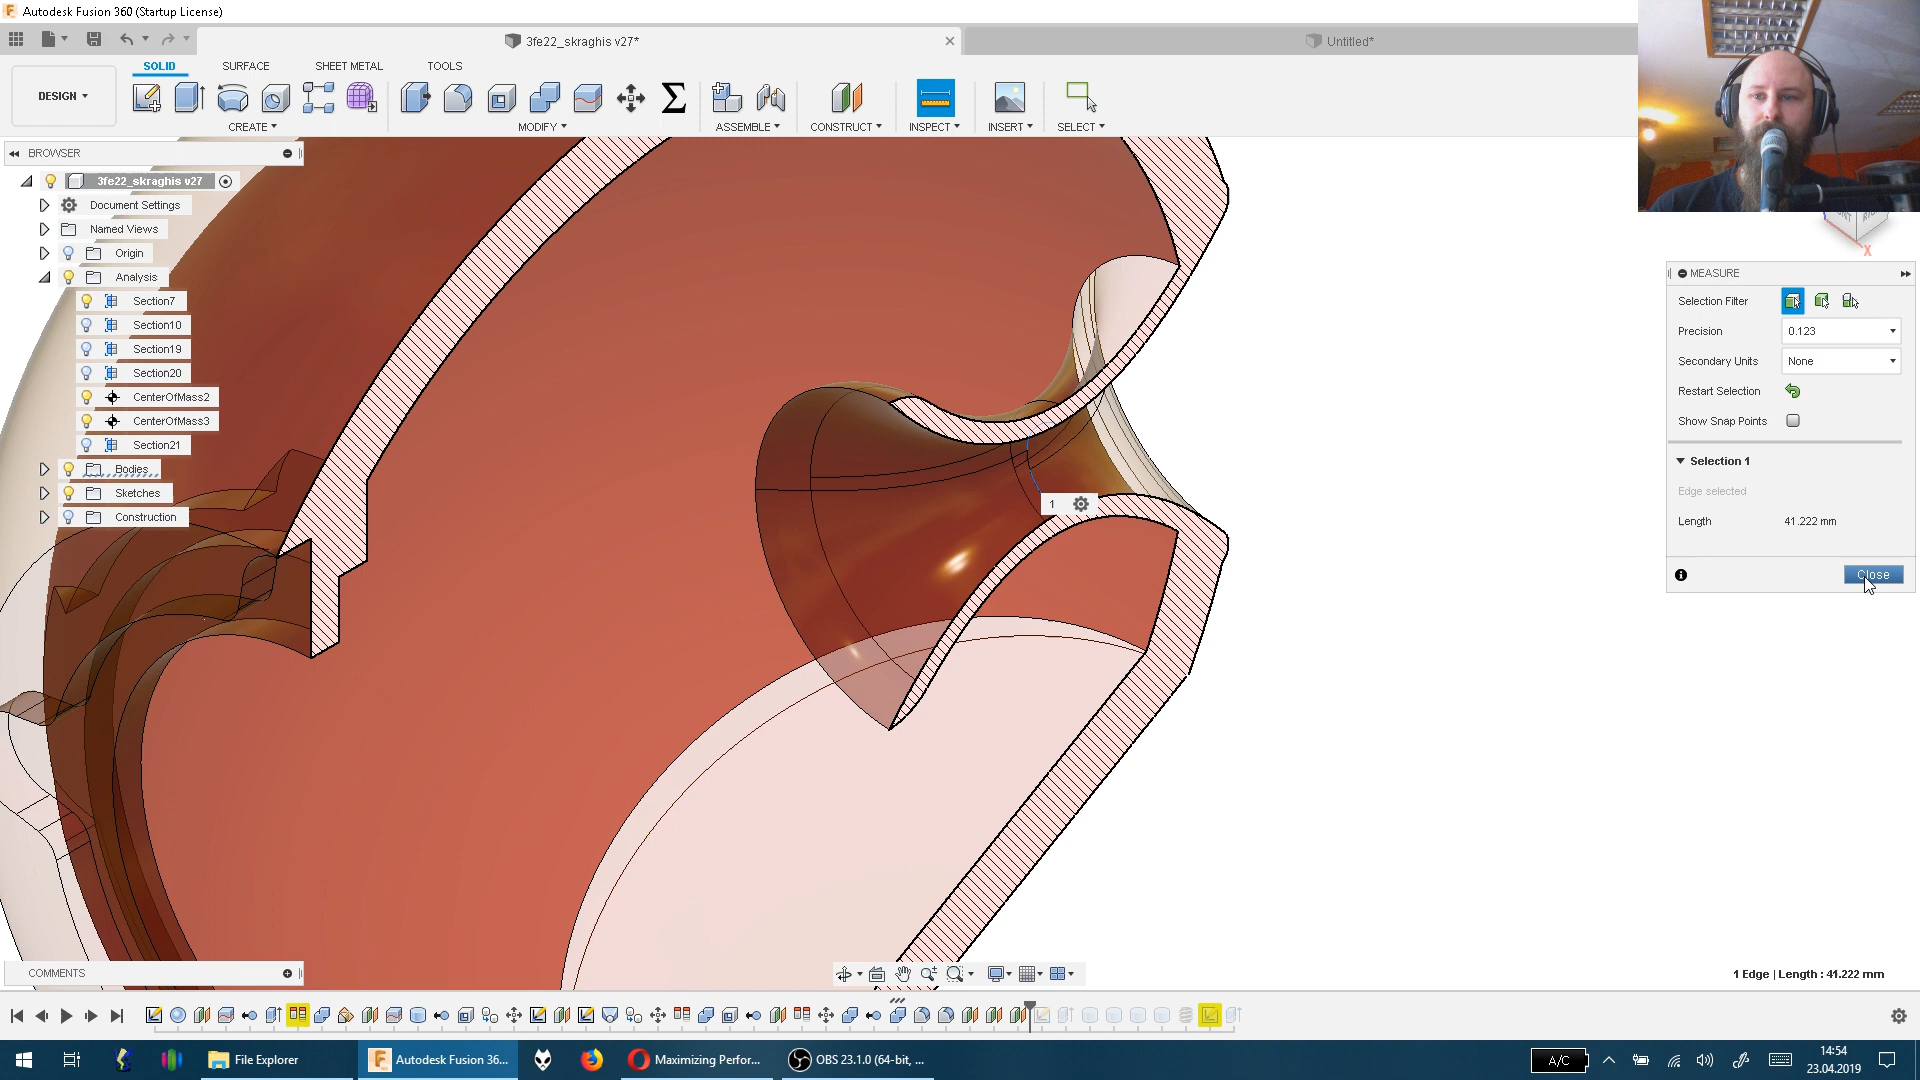 Autodesk Fusion 360 (Startup License)
3fe22_skraghis v27*
Untitled*
SOLID
SURFACE
SHEET METAL
TOOLS
DESIGN
CREATE
MODIFY
ASSEMBLE
CONSTRUCT
INSPECT
INSERT
SELECT
BROWSER
3fe22_skraghis v27
Document Settings
Named Views
Origin
Analysis
Section7
Section10
Section19
Section20
CenterOfMass2
CenterOfMass3
Section21
Bodies
Sketches
Construction
1
X
MEASURE
Selection Filter
Precision
0.123
Secondary Units
None
Restart Selection
Show Snap Points
Selection 1
Edge selected
Length
41.222 mm
Close
COMMENTS
1 Edge | Length : 41.222 mm
File Explorer
Autodesk Fusion 36...
Maximizing Perfor...
OBS 23.1.0 (64-bit, ...
A/C
14:54
23.04.2019